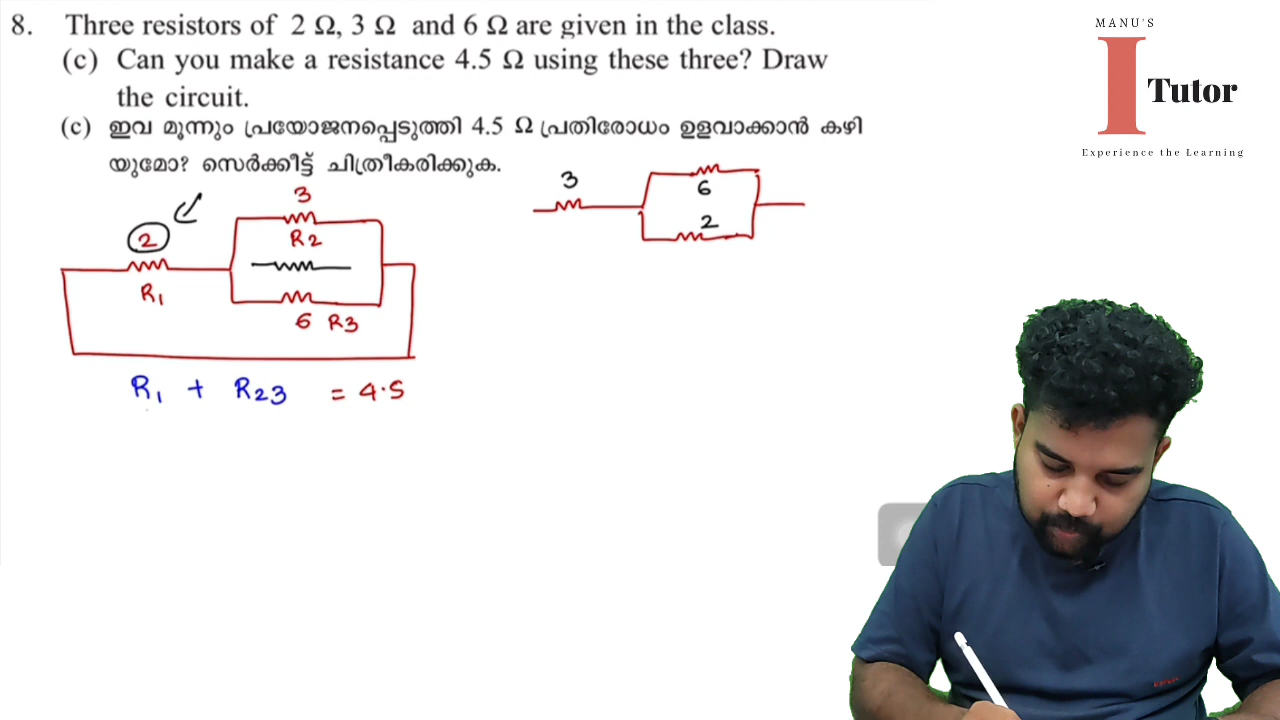 8. Three resistors of 2 Ω, 3 Ω and 6 Ω are given in the class.
(c) Can you make a resistance 4.5 Ω using these three? Draw
the circuit.
(c) ഇവ മൂന്നും പ്രയോജനപ്പെടുത്തി 4.5 Ω പ്രതിരോധം ഉളവാക്കാൻ കഴി
യുമോ? സെർക്കീട്ട് ചിത്രീകരിക്കുക.
MANU'S
I Tutor
Experience the Learning
3
6
2
3
2
R2
R1
6 R3
R1 + R23 = 4.5